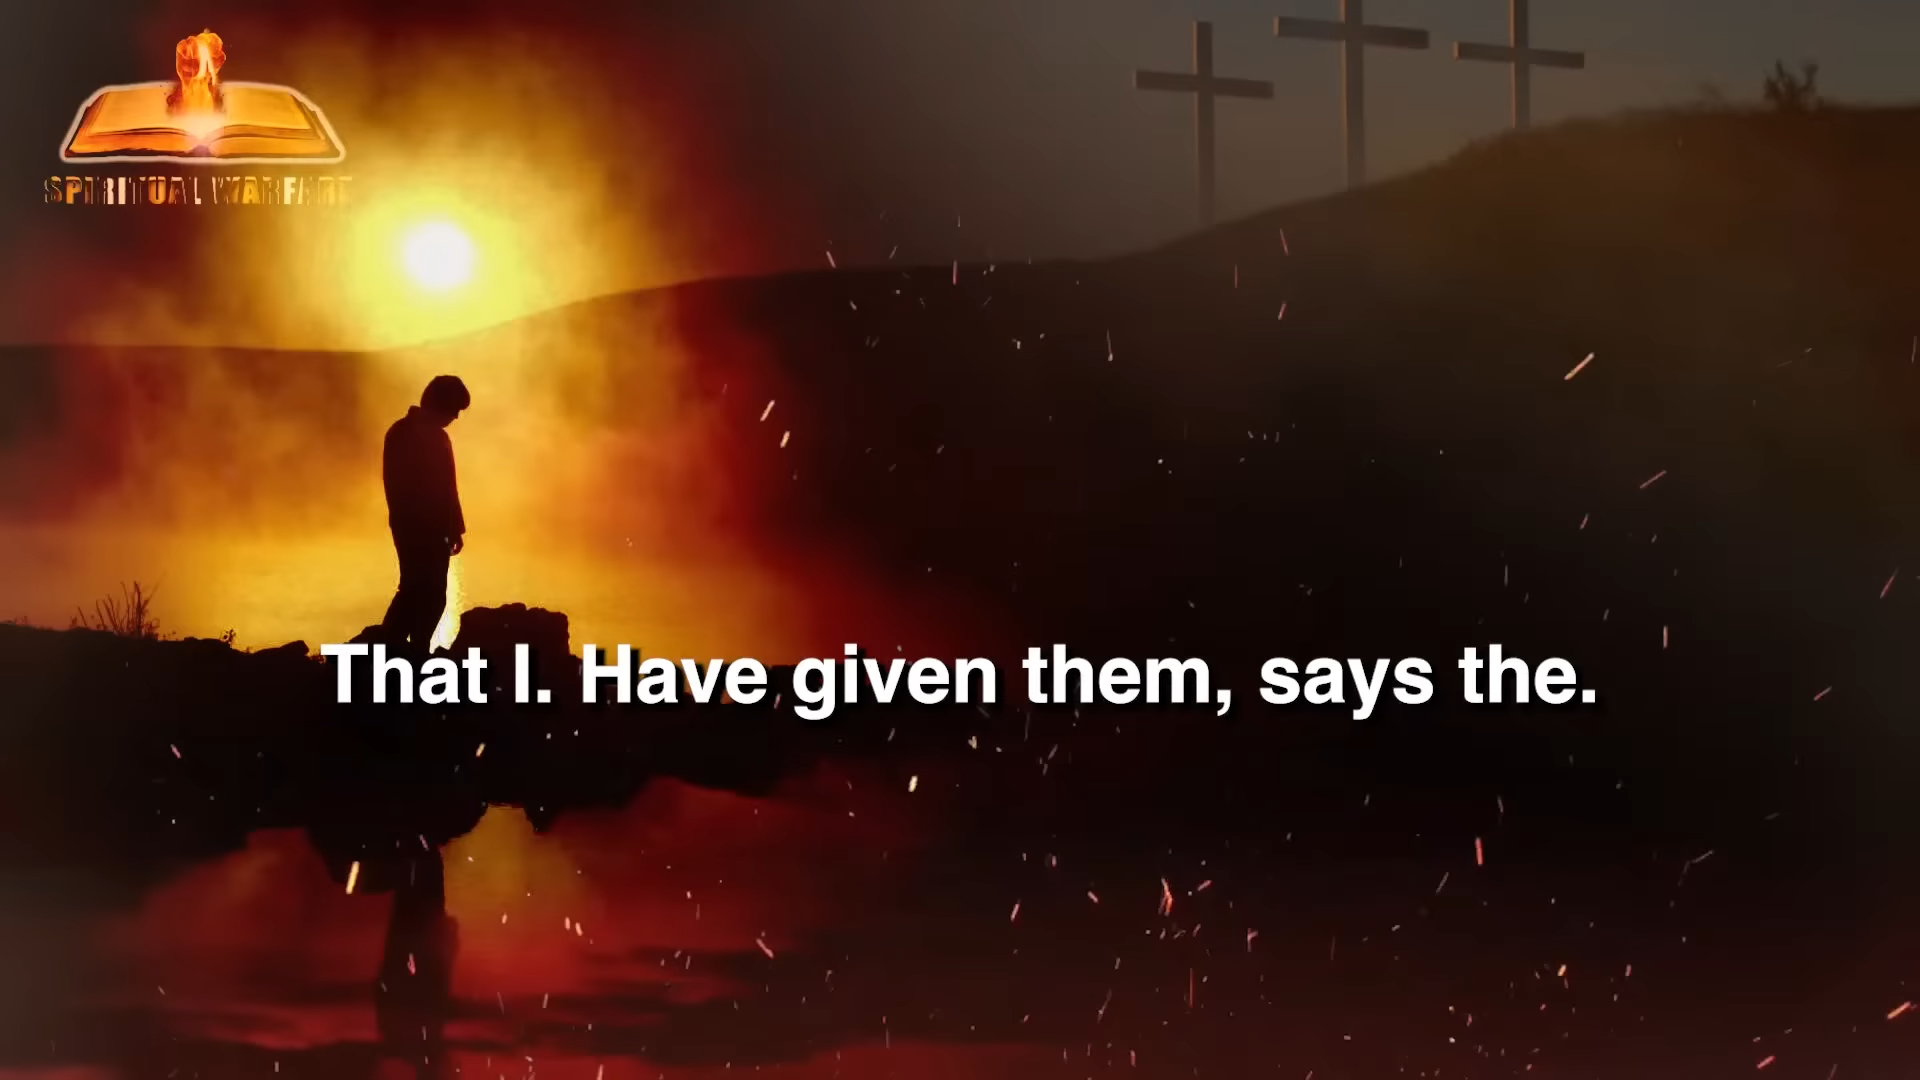 SPIRITUAL WARFARE
That I. Have given them, says the.